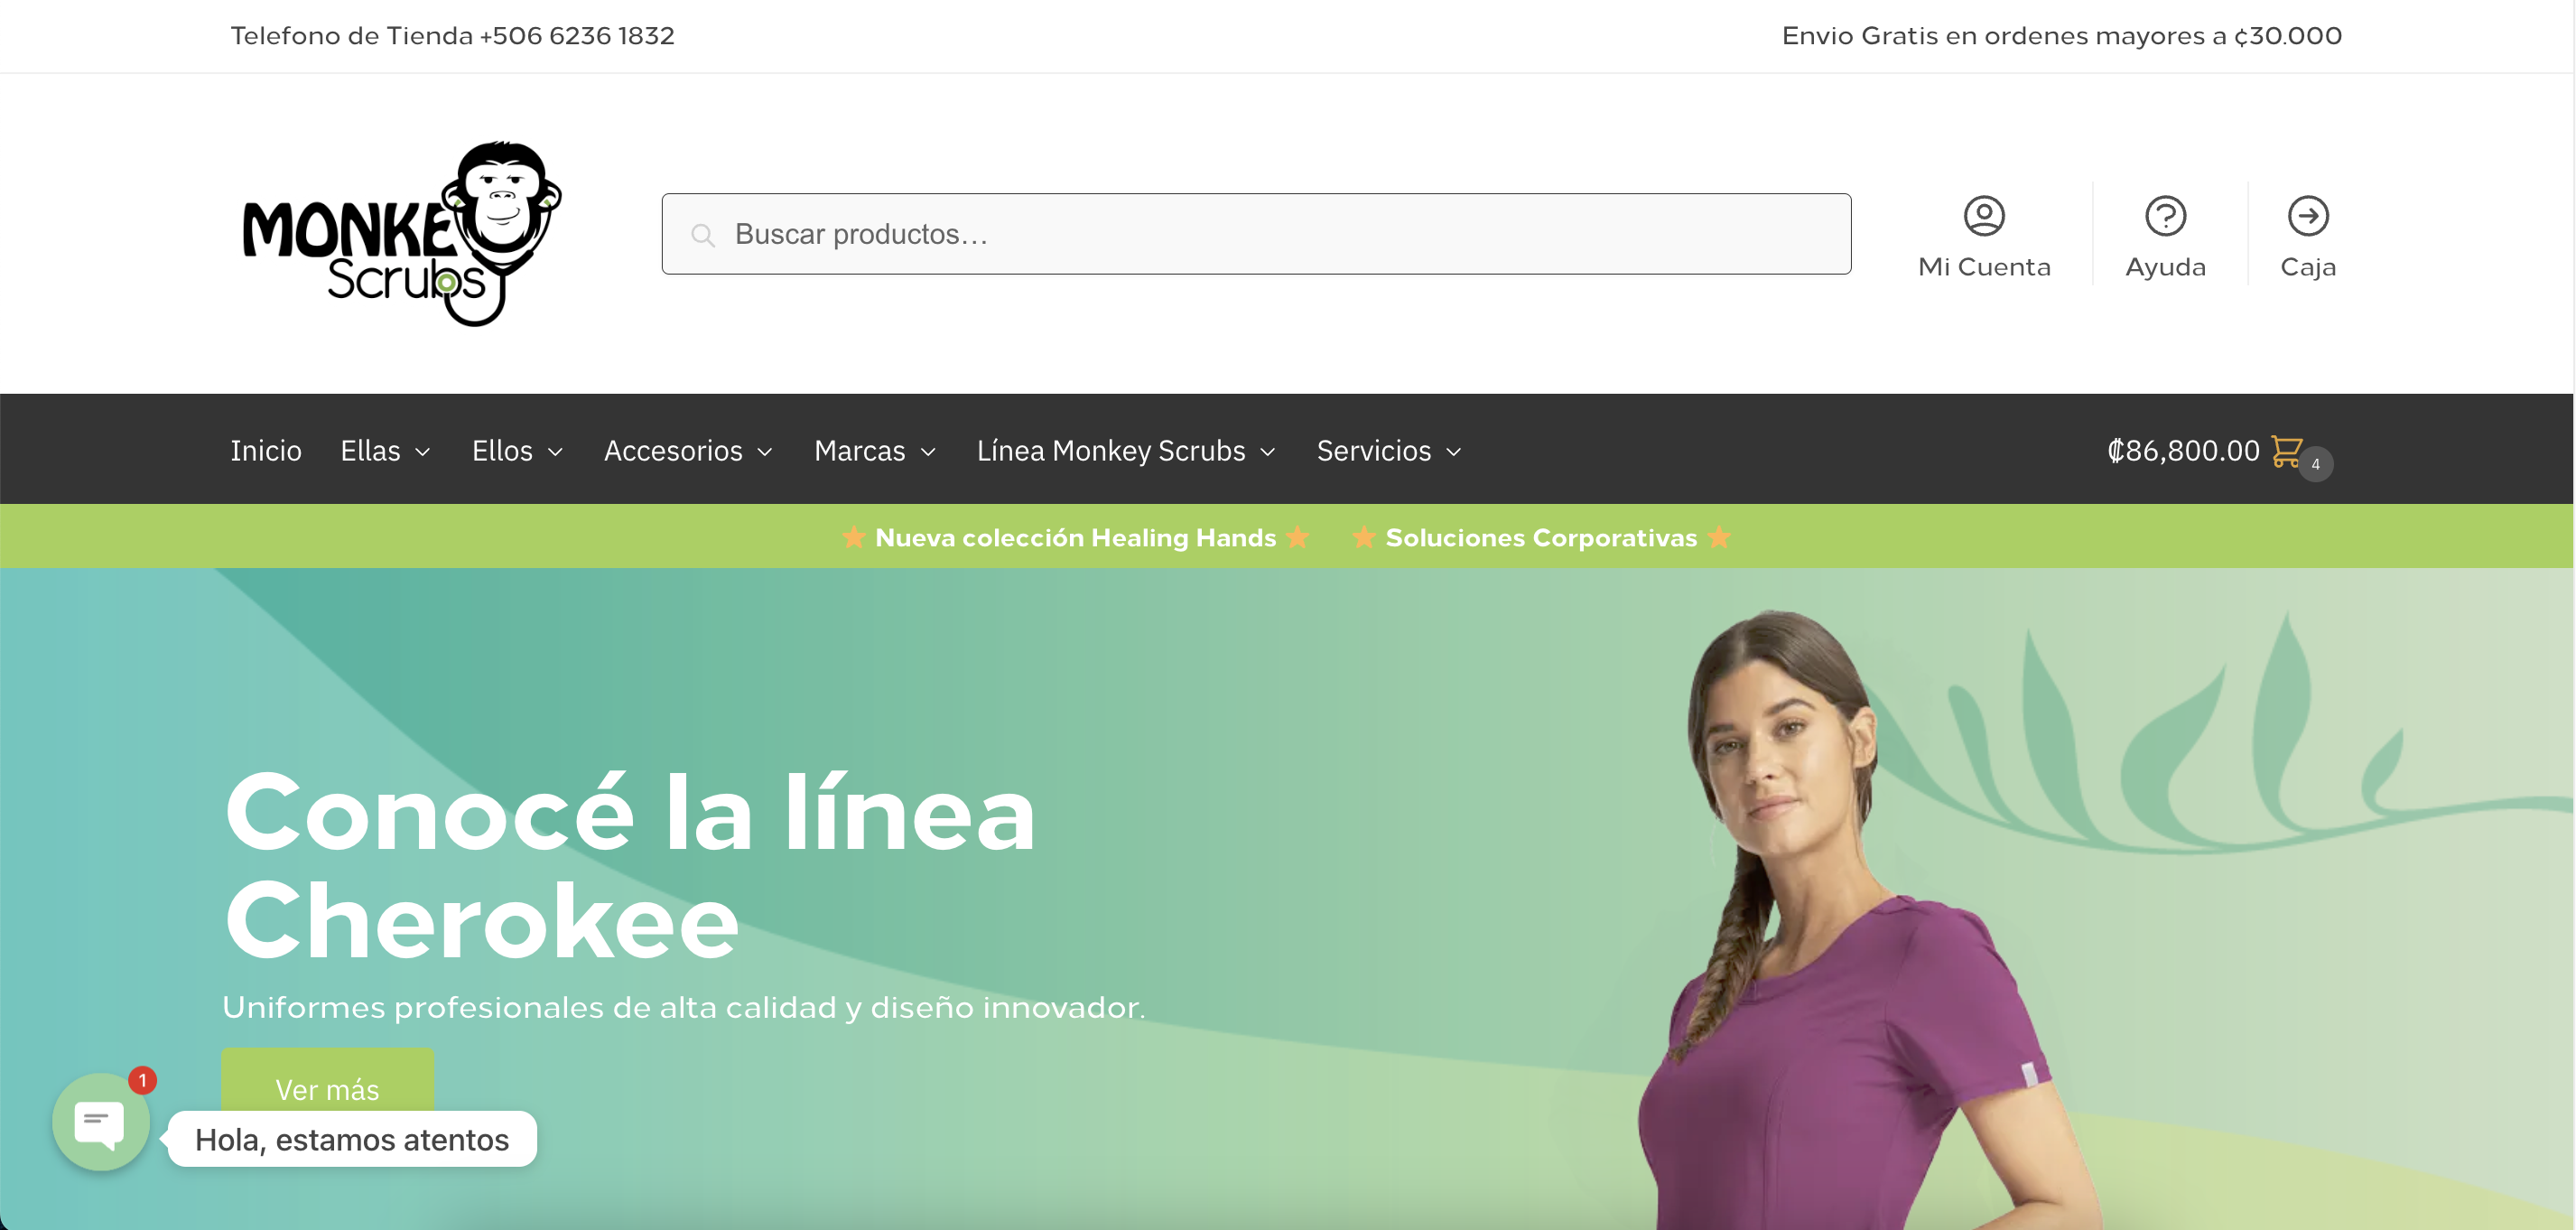 Telefono de Tienda +506 6236 1832
Envio Gratis en ordenes mayores a ¢30.000
MONKEY
Scrubs
Buscar productos...
Mi Cuenta
Ayuda
Caja
Inicio
Ellas
Ellos
Accesorios
Marcas
Línea Monkey Scrubs
Servicios
₡86,800.00
4
Nueva colección Healing Hands
Soluciones Corporativas
Conocé la línea
Cherokee
Uniformes profesionales de alta calidad y diseño innovador.
Ver más
1
Hola, estamos atentos